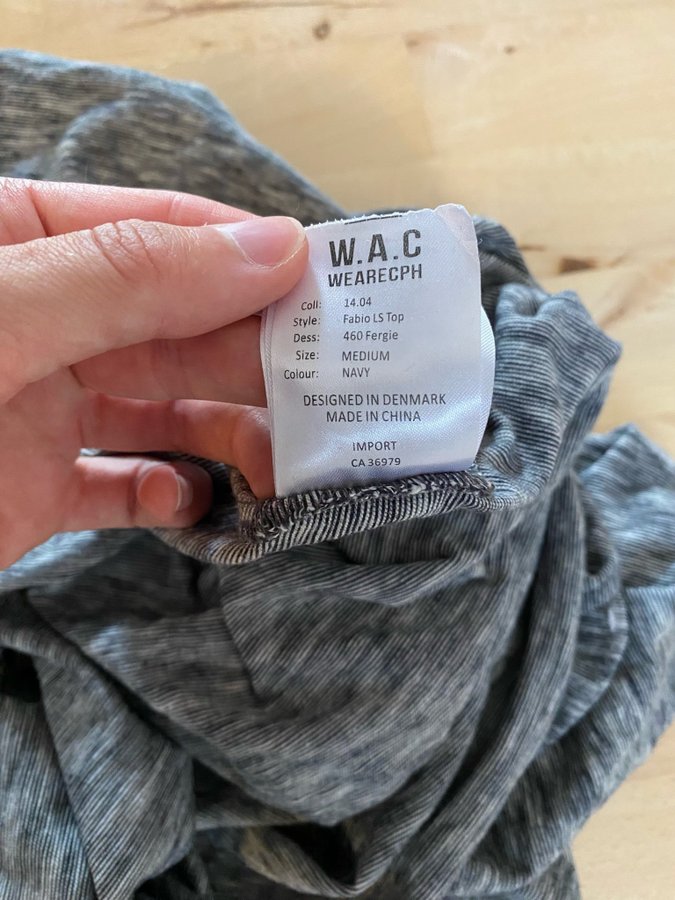 W.A.C
WEARECPH
Coll: 14.04
Style: Fabio LS Top
Dess: 460 Fergie
Size: MEDIUM
Colour: NAVY
DESIGNED IN DENMARK
MADE IN CHINA
IMPORT
CA 36979